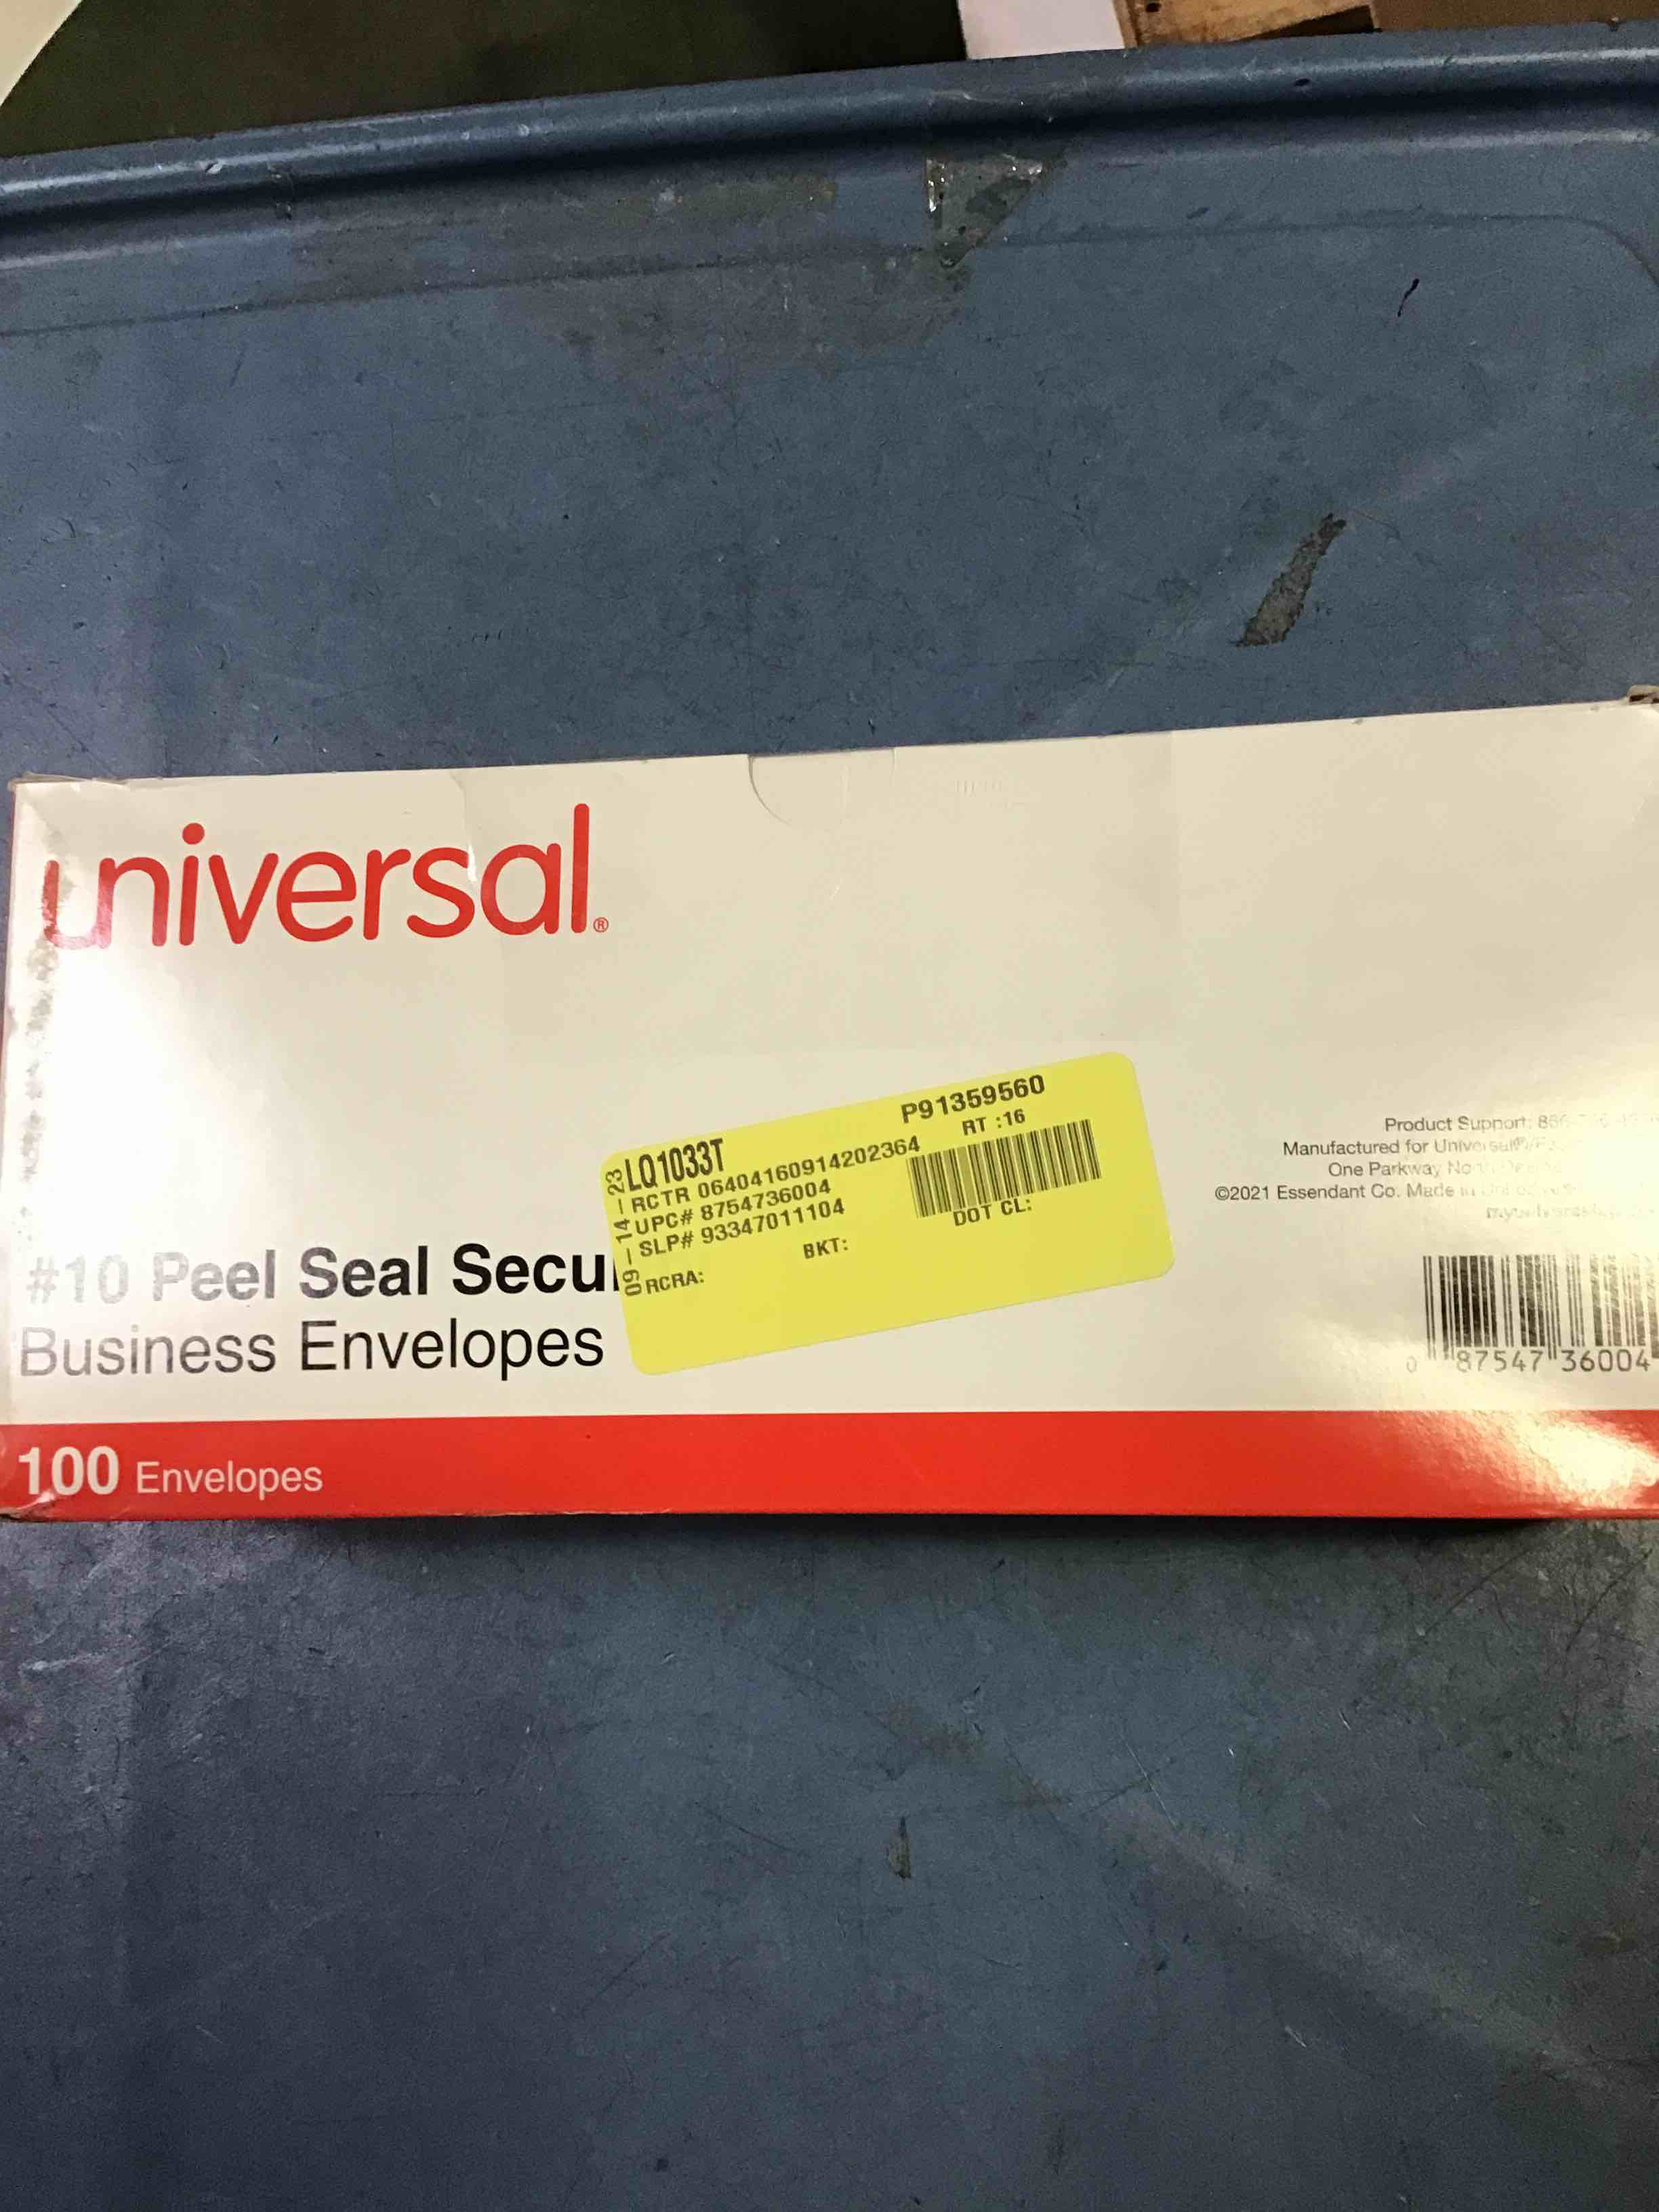 universal®
P91359560
RT :16
LQ1033T
RCTR 06404160914202364
UPC# 8754736004
SLP# 93347011104
DOT CL:
BKT:
RCRA:
09-14-23
Product Support:
Manufactured for Universal®
One Parkway
©2021 Essendant Co. Made in
#10 Peel Seal
Business Envelopes
0 87547 36004
100 Envelopes